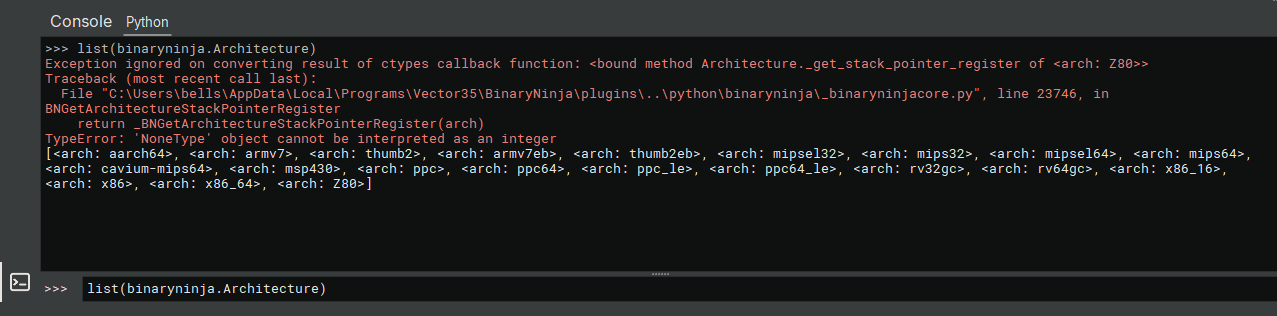 Console Python
>>> list(binaryninja.Architecture)
Exception ignored on converting result of ctypes callback function: <bound method Architecture._get_stack_pointer_register of <arch: Z80>>
Traceback (most recent call last):
  File "C:\Users\bells\AppData\Local\Programs\Vector35\BinaryNinja\plugins\..\python\binaryninja\_binaryninjacore.py", line 23746, in
BNGetArchitectureStackPointerRegister
    return _BNGetArchitectureStackPointerRegister(arch)
TypeError: 'NoneType' object cannot be interpreted as an integer
[<arch: aarch64>, <arch: armv7>, <arch: thumb2>, <arch: armv7eb>, <arch: thumb2eb>, <arch: mipsel32>, <arch: mips32>, <arch: mipsel64>, <arch: mips64>,
<arch: cavium-mips64>, <arch: msp430>, <arch: ppc>, <arch: ppc64>, <arch: ppc_le>, <arch: ppc64_le>, <arch: rv32gc>, <arch: rv64gc>, <arch: x86_16>,
<arch: x86>, <arch: x86_64>, <arch: Z80>]
>>> list(binaryninja.Architecture)